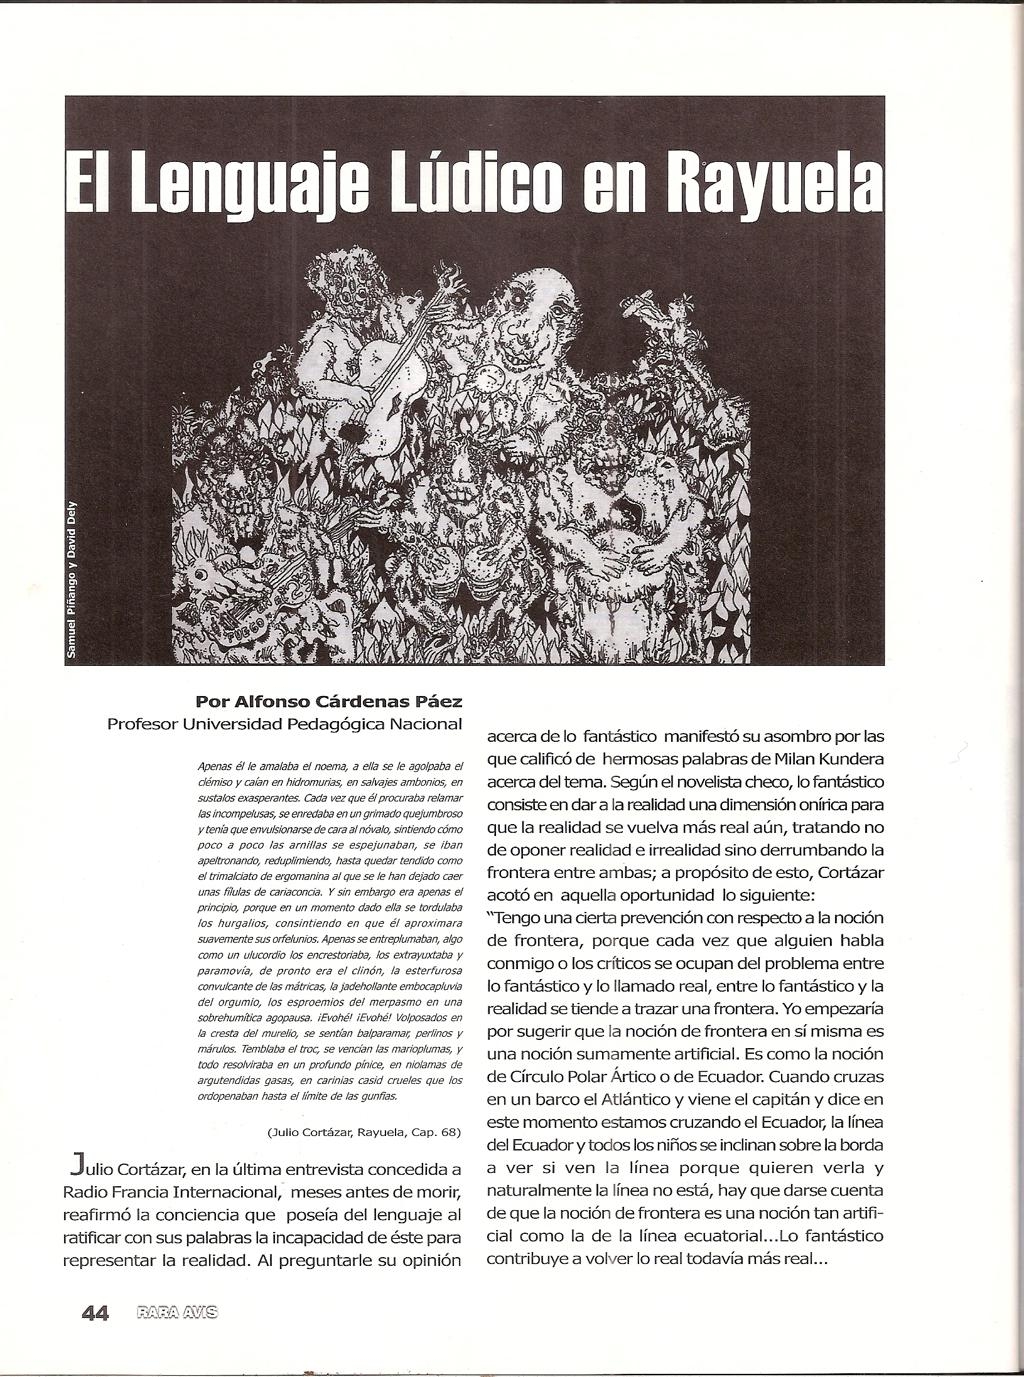 El Lenguaje Lúdico en Rayuela
Samuel Piñango y David Dely
FUEGO
Por Alfonso Cárdenas Páez
Profesor Universidad Pedagógica Nacional
Apenas él le amalaba el noema, a ella se le agolpaba el
clémiso y caían en hidromurias, en salvajes ambonios, en
sustalos exasperantes. Cada vez que él procuraba relamar
las incompelusas, se enredaba en un grimado quejumbroso
y tenía que envulsionarse de cara al nóvalo, sintiendo cómo
poco a poco las arnillas se espejunaban, se iban
apeltronando, reduplimiendo, hasta quedar tendido como
el trimalciato de ergomanina al que se le han dejado caer
unas fílulas de cariaconcia. Y sin embargo era apenas el
principio, porque en un momento dado ella se tordulaba
los hurgalios, consintiendo en que él aproximara
suavemente sus orfelunios. Apenas se entreplumaban, algo
como un ulucordio los encrestoriaba, los extrayuxtaba y
paramovía, de pronto era el clinón, la esterfurosa
convulcante de las mátricas, la jadehollante embocapluvia
del orgumio, los esproemios del merpasmo en una
sobrehumítica agopausa. ¡Evohé! ¡Evohé! Volposados en
la cresta del murelio, se sentían balparamar, perlinos y
márulos. Temblaba el troc, se vencían las marioplumas, y
todo resolviraba en un profundo pínice, en niolamas de
argutendidas gasas, en carinias casid crueles que los
ordopenaban hasta el límite de las gunfias.
(Julio Cortázar, Rayuela, Cap. 68)
Julio Cortázar, en la última entrevista concedida a
Radio Francia Internacional, meses antes de morir,
reafirmó la conciencia que poseía del lenguaje al
ratificar con sus palabras la incapacidad de éste para
representar la realidad. Al preguntarle su opinión
acerca de lo fantástico manifestó su asombro por las
que calificó de hermosas palabras de Milan Kundera
acerca del tema. Según el novelista checo, lo fantástico
consiste en dar a la realidad una dimensión onírica para
que la realidad se vuelva más real aún, tratando no
de oponer realidad e irrealidad sino derrumbando la
frontera entre ambas; a propósito de esto, Cortázar
acotó en aquella oportunidad lo siguiente:
"Tengo una cierta prevención con respecto a la noción
de frontera, porque cada vez que alguien habla
conmigo o los críticos se ocupan del problema entre
lo fantástico y lo llamado real, entre lo fantástico y la
realidad se tiende a trazar una frontera. Yo empezaría
por sugerir que la noción de frontera en sí misma es
una noción sumamente artificial. Es como la noción
de Círculo Polar Ártico o de Ecuador. Cuando cruzas
en un barco el Atlántico y viene el capitán y dice en
este momento estamos cruzando el Ecuador, la línea
del Ecuador y todos los niños se inclinan sobre la borda
a ver si ven la línea porque quieren verla y
naturalmente la línea no está, hay que darse cuenta
de que la noción de frontera es una noción tan artifi-
cial como la de la línea ecuatorial...Lo fantástico
contribuye a volver lo real todavía más real...
44 RARA AVIS